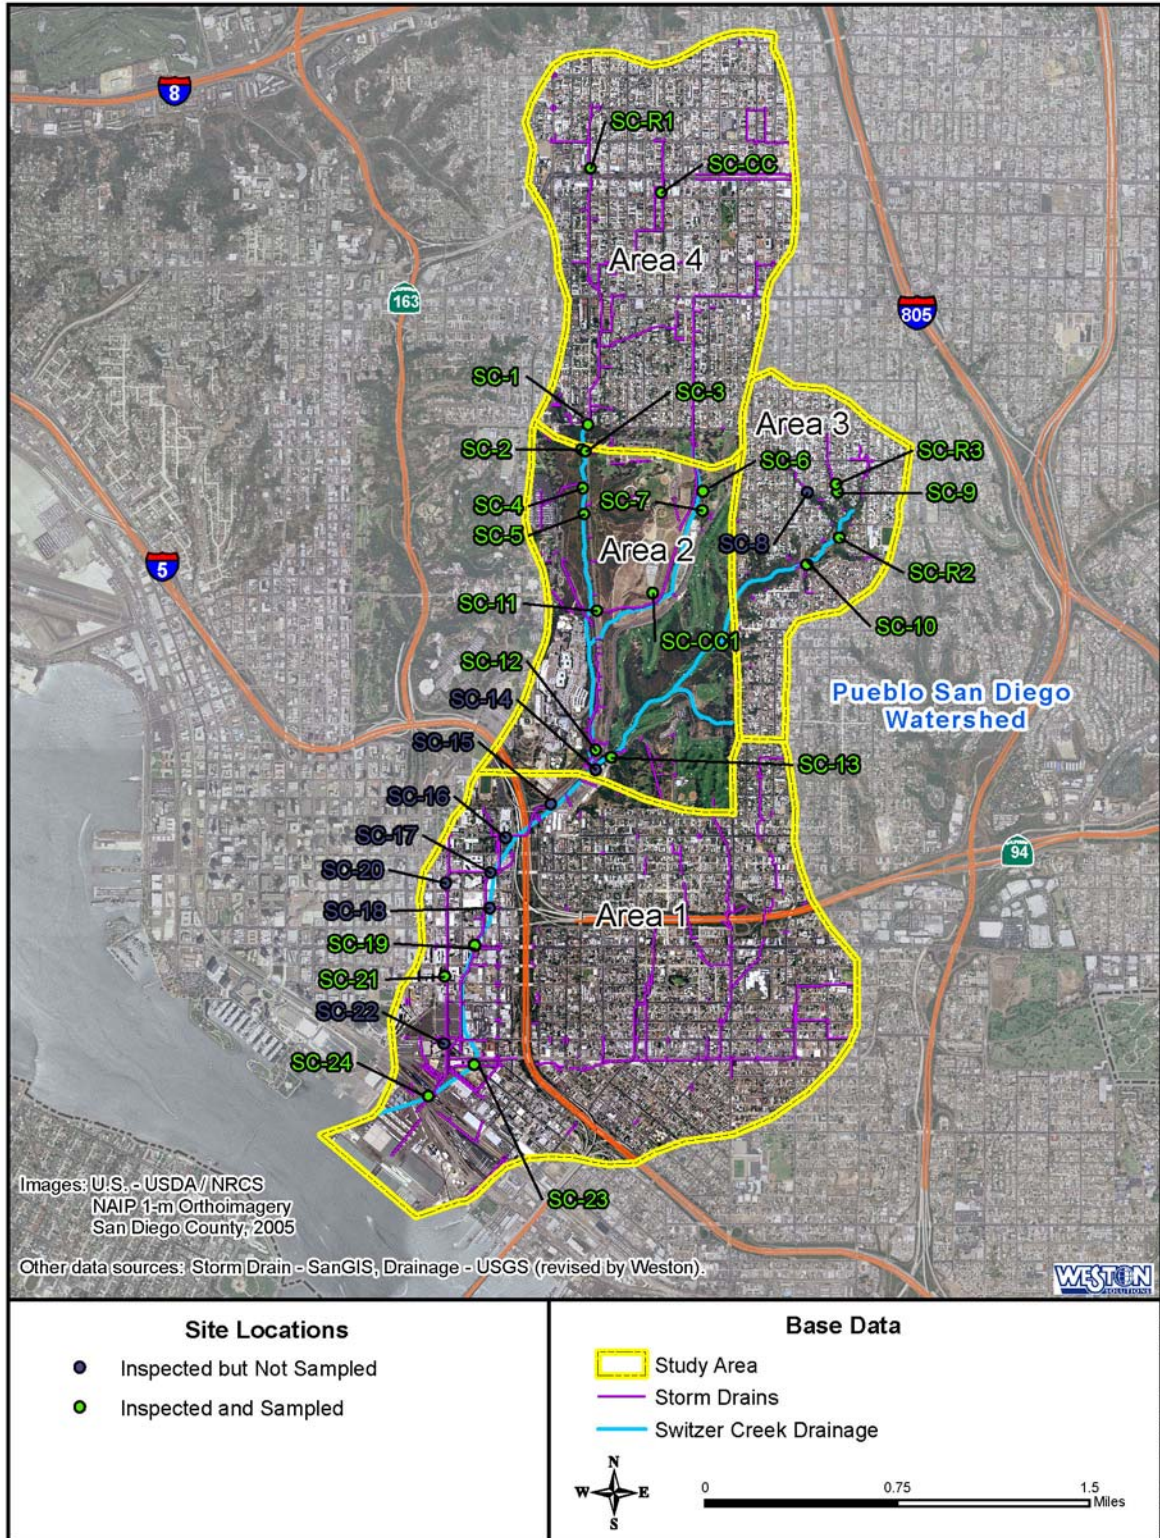 8
SC-R1
SC-CC
Area 4
163
805
SC-1
SC-3
Area 3
SC-2
SC-R3
SC-6
SC-4
SC-7
SC-9
SC-5
SC-8
Area 2
5
SC-R2
SC-11
SC-10
SC-CC1
SC-12
SC-14
Pueblo San Diego
Watershed
SC-15
SC-13
SC-16
SC-17
94
SC-20
SC-18
Area 1
SC-19
SC-21
SC-22
SC-24
SC-23
Images: U.S. - USDA / NRCS
NAIP 1-m Orthoimagery
San Diego County, 2005
Other data sources: Storm Drain - SanGIS, Drainage - USGS (revised by Weston).
WESTON
SOLUTIONS
Site Locations
Inspected but Not Sampled
Inspected and Sampled
Base Data
Study Area
Storm Drains
Switzer Creek Drainage
N
W E
S
0 0.75 1.5
Miles